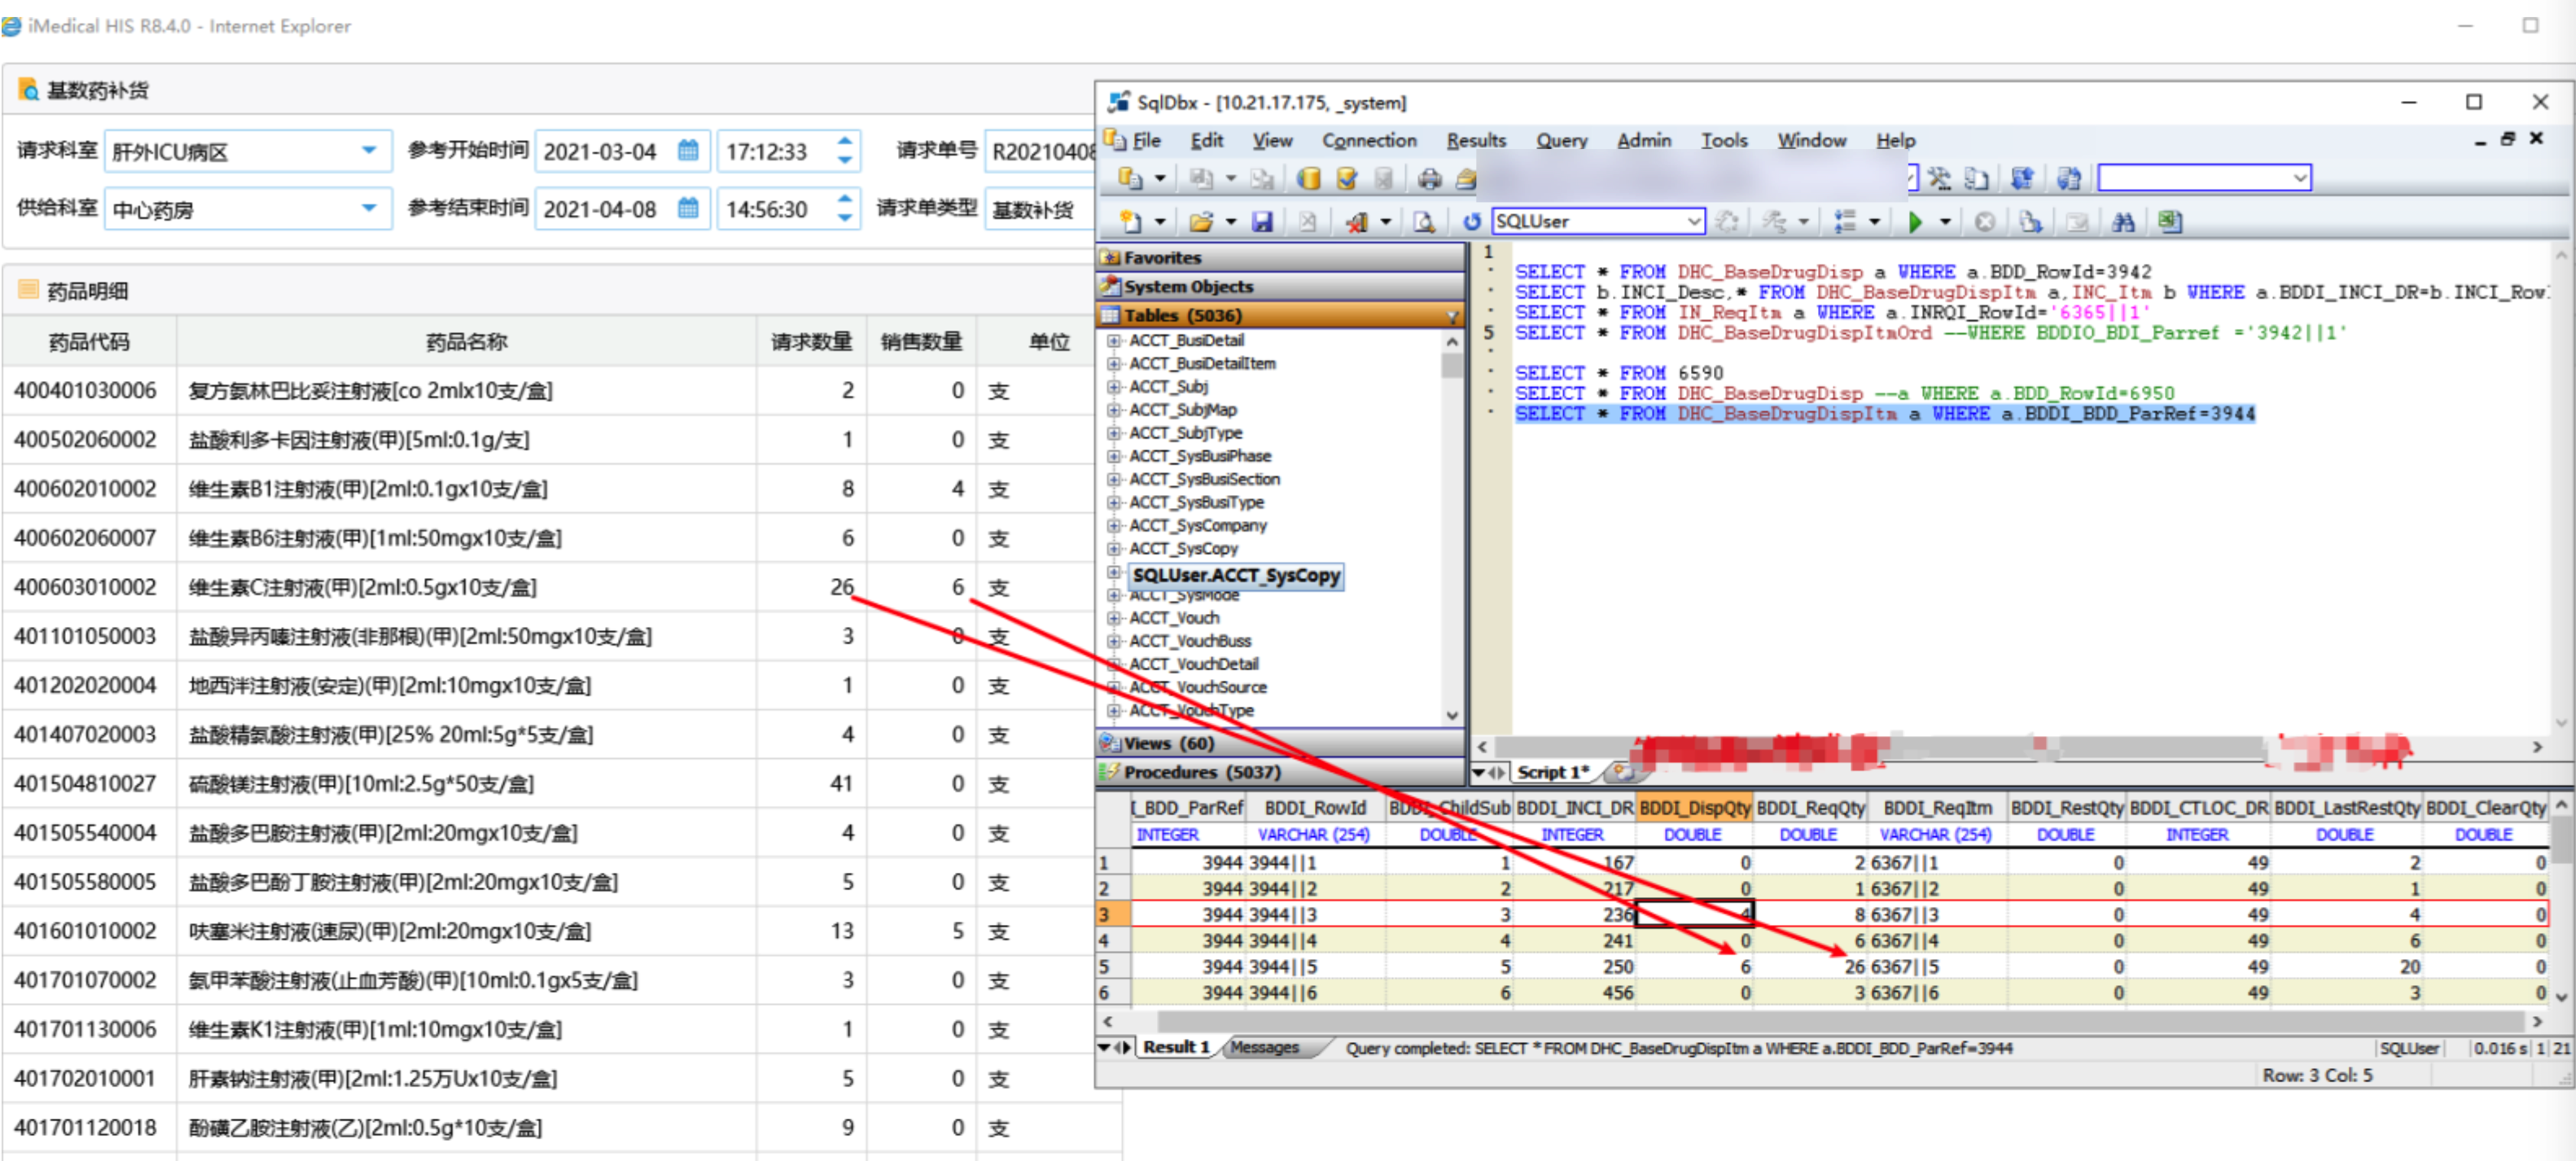 iMedical HIS R8.4.0 - Internet Explorer
基数药补货
请求科室 肝外ICU病区 参考开始时间 2021-03-04 17:12:33 请求单号 R20210408
供给科室 中心药房 参考结束时间 2021-04-08 14:56:30 请求单类型 基数补货
药品明细
药品代码 药品名称 请求数量 销售数量 单位
400401030006 复方氨林巴比妥注射液[co 2mlx10支/盒] 2 0 支
400502060002 盐酸利多卡因注射液(甲)[5ml:0.1g/支] 1 0 支
400602010002 维生素B1注射液(甲)[2ml:0.1gx10支/盒] 8 4 支
400602060007 维生素B6注射液(甲)[1ml:50mgx10支/盒] 6 0 支
400603010002 维生素C注射液(甲)[2ml:0.5gx10支/盒] 26 6 支
401101050003 盐酸异丙嗪注射液(非那根)(甲)[2ml:50mgx10支/盒] 3 0 支
401202020004 地西泮注射液(安定)(甲)[2ml:10mgx10支/盒] 1 0 支
401407020003 盐酸精氨酸注射液(甲)[25% 20ml:5g*5支/盒] 4 0 支
401504810027 硫酸镁注射液(甲)[10ml:2.5g*50支/盒] 41 0 支
401505540004 盐酸多巴胺注射液(甲)[2ml:20mgx10支/盒] 4 0 支
401505580005 盐酸多巴酚丁胺注射液(甲)[2ml:20mgx10支/盒] 5 0 支
401601010002 呋塞米注射液(速尿)(甲)[2ml:20mgx10支/盒] 13 5 支
401701070002 氨甲苯酸注射液(止血芳酸)(甲)[10ml:0.1gx5支/盒] 3 0 支
401701130006 维生素K1注射液(甲)[1ml:10mgx10支/盒] 1 0 支
401702010001 肝素钠注射液(甲)[2ml:1.25万Ux10支/盒] 5 0 支
401701120018 酚磺乙胺注射液(乙)[2ml:0.5g*10支/盒] 9 0 支
SqlDbx - [10.21.17.175, _system]
File Edit View Connection Results Query Admin Tools Window Help
SQLUser
Favorites
System Objects
Tables (5036)
ACCT_BusiDetail
ACCT_BusiDetailItem
ACCT_Subj
ACCT_SubjMap
ACCT_SubjType
ACCT_SysBusiPhase
ACCT_SysBusiSection
ACCT_SysBusiType
ACCT_SysCompany
ACCT_SysCopy
SQLUser.ACCT_SysCopy
ACCT_SysMode
ACCT_Vouch
ACCT_VouchBuss
ACCT_VouchDetail
ACCT_VouchSource
ACCT_VouchType
Views (60)
Procedures (5037)
1
SELECT * FROM DHC_BaseDrugDisp a WHERE a.BDD_RowId=3942
SELECT b.INCI_Desc,* FROM DHC_BaseDrugDispItm a,INC_Itm b WHERE a.BDDI_INCI_DR=b.INCI_RowI
SELECT * FROM IN_ReqItm a WHERE a.INRQI_RowId='6365||1'
5 SELECT * FROM DHC_BaseDrugDispItmOrd --WHERE BDDIO_BDI_Parref ='3942||1'
SELECT * FROM 6590
SELECT * FROM DHC_BaseDrugDisp --a WHERE a.BDD_RowId=6950
SELECT * FROM DHC_BaseDrugDispItm a WHERE a.BDDI_BDD_ParRef=3944
Script 1*
I_BDD_ParRef BDDI_RowId BDDI_ChildSub BDDI_INCI_DR BDDI_DispQty BDDI_ReqQty BDDI_ReqItm BDDI_RestQty BDDI_CTLOC_DR BDDI_LastRestQty BDDI_ClearQty
INTEGER VARCHAR (254) DOUBLE INTEGER DOUBLE DOUBLE VARCHAR (254) DOUBLE INTEGER DOUBLE DOUBLE
1 3944 3944||1 1 167 0 2 6367||1 0 49 2 0
2 3944 3944||2 2 217 0 1 6367||2 0 49 1 0
3 3944 3944||3 3 236 4 8 6367||3 0 49 4 0
4 3944 3944||4 4 241 0 6 6367||4 0 49 6 0
5 3944 3944||5 5 250 6 26 6367||5 0 49 20 0
6 3944 3944||6 6 456 0 3 6367||6 0 49 3 0
Result 1 Messages Query completed: SELECT * FROM DHC_BaseDrugDispItm a WHERE a.BDDI_BDD_ParRef=3944 SQLUser 0.016 s 1 21
Row: 3 Col: 5